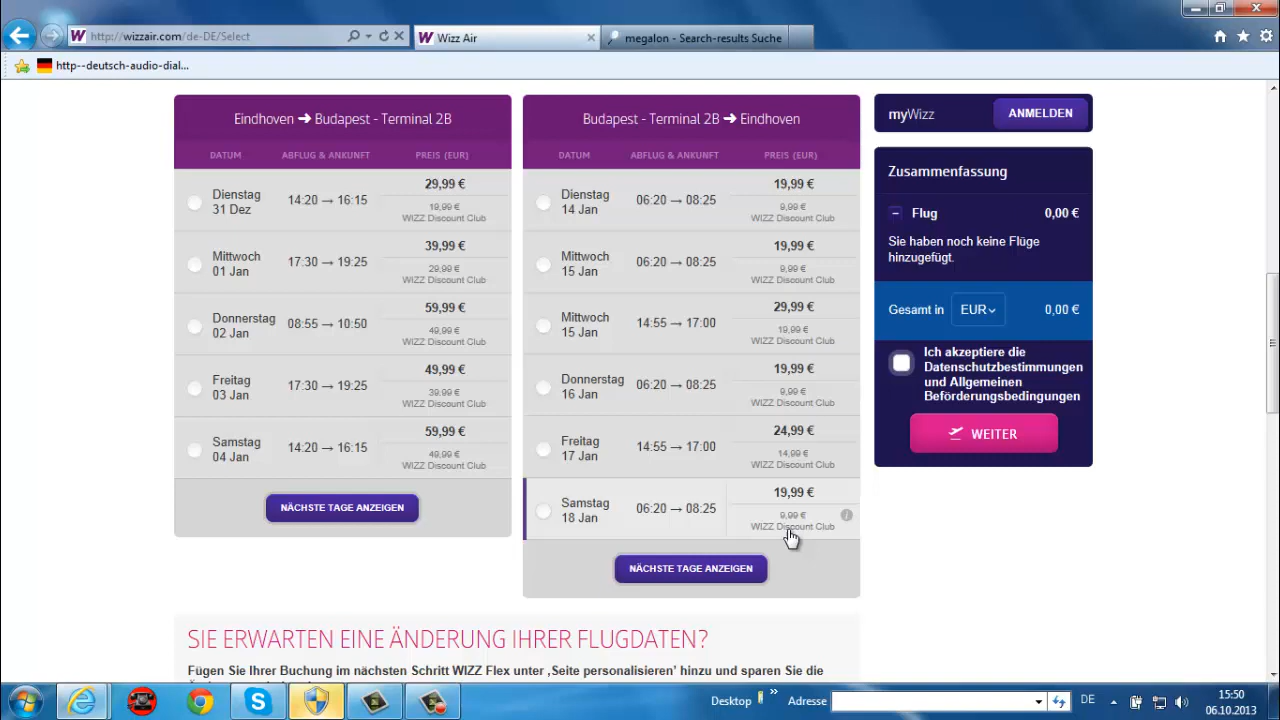 http://wizzair.com/de-DE/Select
Wizz Air
megalon - Search-results Suche
http--deutsch-audio-dial...
Eindhoven → Budapest - Terminal 2B
DATUM ABFLUG & ANKUNFT PREIS (EUR)
Dienstag
31 Dez
14:20 → 16:15
29,99 €
19,99 €
WIZZ Discount Club
Mittwoch
01 Jan
17:30 → 19:25
39,99 €
29,99 €
WIZZ Discount Club
Donnerstag
02 Jan
08:55 → 10:50
59,99 €
49,99 €
WIZZ Discount Club
Freitag
03 Jan
17:30 → 19:25
49,99 €
39,99 €
WIZZ Discount Club
Samstag
04 Jan
14:20 → 16:15
59,99 €
49,99 €
WIZZ Discount Club
NÄCHSTE TAGE ANZEIGEN
Budapest - Terminal 2B → Eindhoven
DATUM ABFLUG & ANKUNFT PREIS (EUR)
Dienstag
14 Jan
06:20 → 08:25
19,99 €
9,99 €
WIZZ Discount Club
Mittwoch
15 Jan
06:20 → 08:25
19,99 €
9,99 €
WIZZ Discount Club
Mittwoch
15 Jan
14:55 → 17:00
29,99 €
19,99 €
WIZZ Discount Club
Donnerstag
16 Jan
06:20 → 08:25
19,99 €
9,99 €
WIZZ Discount Club
Freitag
17 Jan
14:55 → 17:00
24,99 €
14,99 €
WIZZ Discount Club
Samstag
18 Jan
06:20 → 08:25
19,99 €
9,99 €
WIZZ Discount Club
NÄCHSTE TAGE ANZEIGEN
myWizz ANMELDEN
Zusammenfassung
Flug 0,00 €
Sie haben noch keine Flüge
hinzugefügt.
Gesamt in EUR 0,00 €
Ich akzeptiere die
Datenschutzbestimmungen
und Allgemeinen
Beförderungsbedingungen
WEITER
SIE ERWARTEN EINE ÄNDERUNG IHRER FLUGDATEN?
Fügen Sie Ihrer Buchung im nächsten Schritt WIZZ Flex unter ‚Seite personalisieren' hinzu und sparen Sie die
Desktop » Adresse DE
15:50
06.10.2013